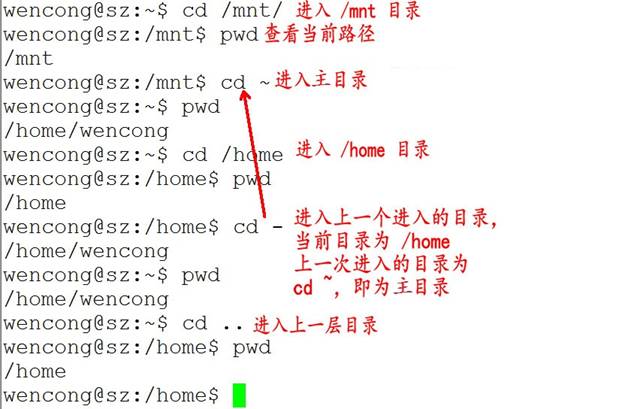 wencong@sz:~$ cd /mnt/ 进入 /mnt 目录
wencong@sz:/mnt$ pwd 查看当前路径
/mnt
wencong@sz:/mnt$ cd ~ 进入主目录
wencong@sz:~$ pwd
/home/wencong
wencong@sz:~$ cd /home 进入 /home 目录
wencong@sz:/home$ pwd
/home
wencong@sz:/home$ cd - 进入上一个进入的目录，
当前目录为 /home
上一次进入的目录为
cd ~，即为主目录
/home/wencong
wencong@sz:~$ pwd
/home/wencong
wencong@sz:~$ cd .. 进入上一层目录
wencong@sz:/home$ pwd
/home
wencong@sz:/home$